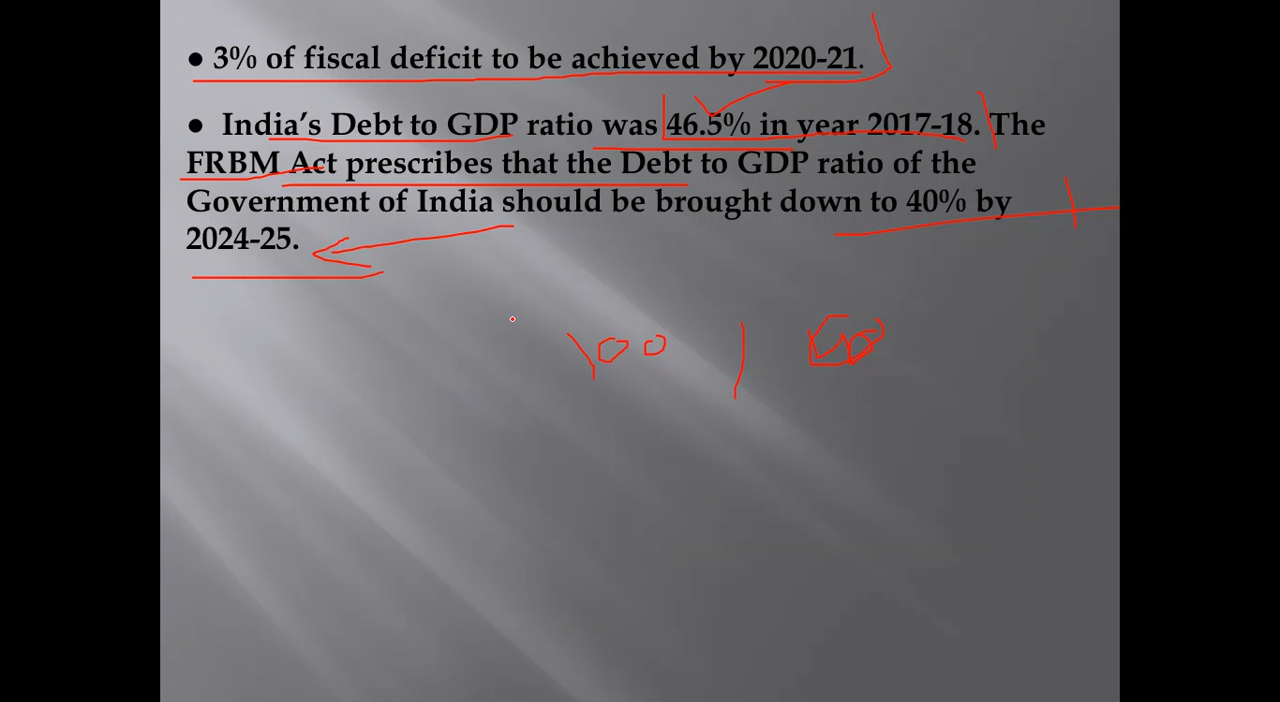 ● 3% of fiscal deficit to be achieved by 2020-21.
● India's Debt to GDP ratio was 46.5% in year 2017-18. The
FRBM Act prescribes that the Debt to GDP ratio of the
Government of India should be brought down to 40% by
2024-25.
100